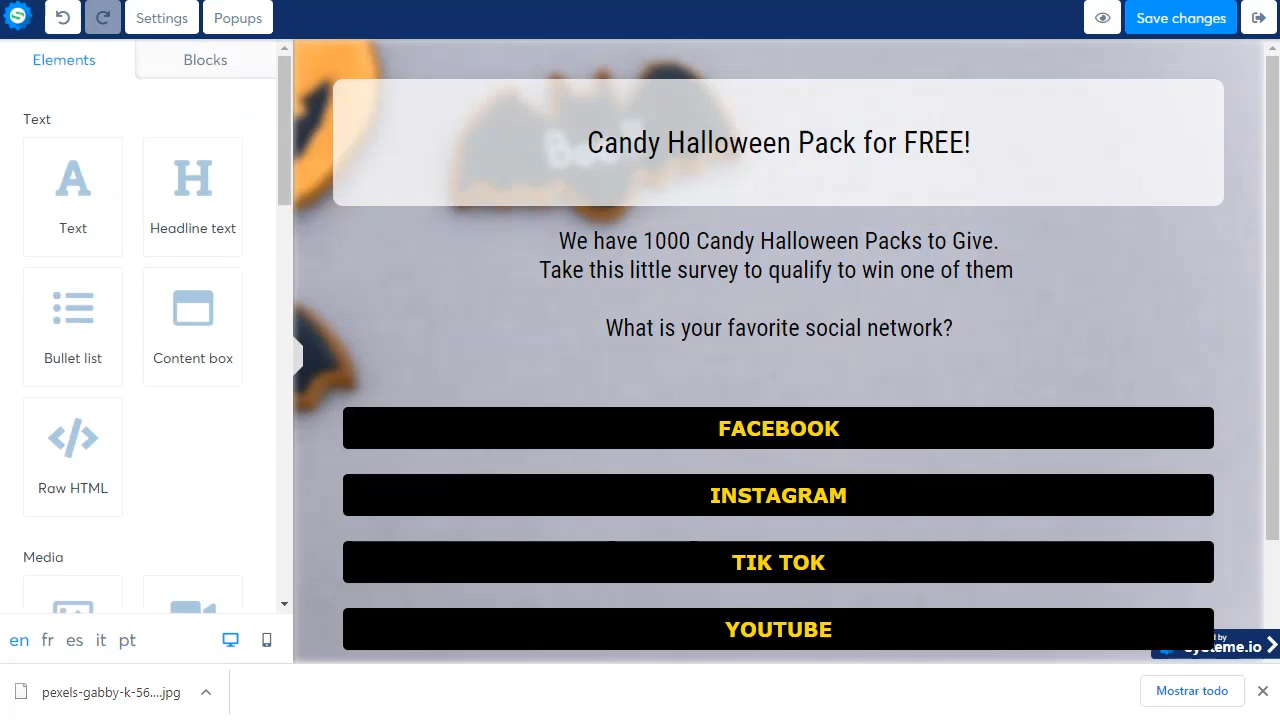 Settings
Popups
Save changes
Elements
Blocks
Text
Text
Headline text
Bullet list
Content box
Raw HTML
Media
en fr es it pt
Candy Halloween Pack for FREE!
We have 1000 Candy Halloween Packs to Give.
Take this little survey to qualify to win one of them
What is your favorite social network?
FACEBOOK
INSTAGRAM
TIK TOK
YOUTUBE
by
pexels-gabby-k-56....jpg
Mostrar todo